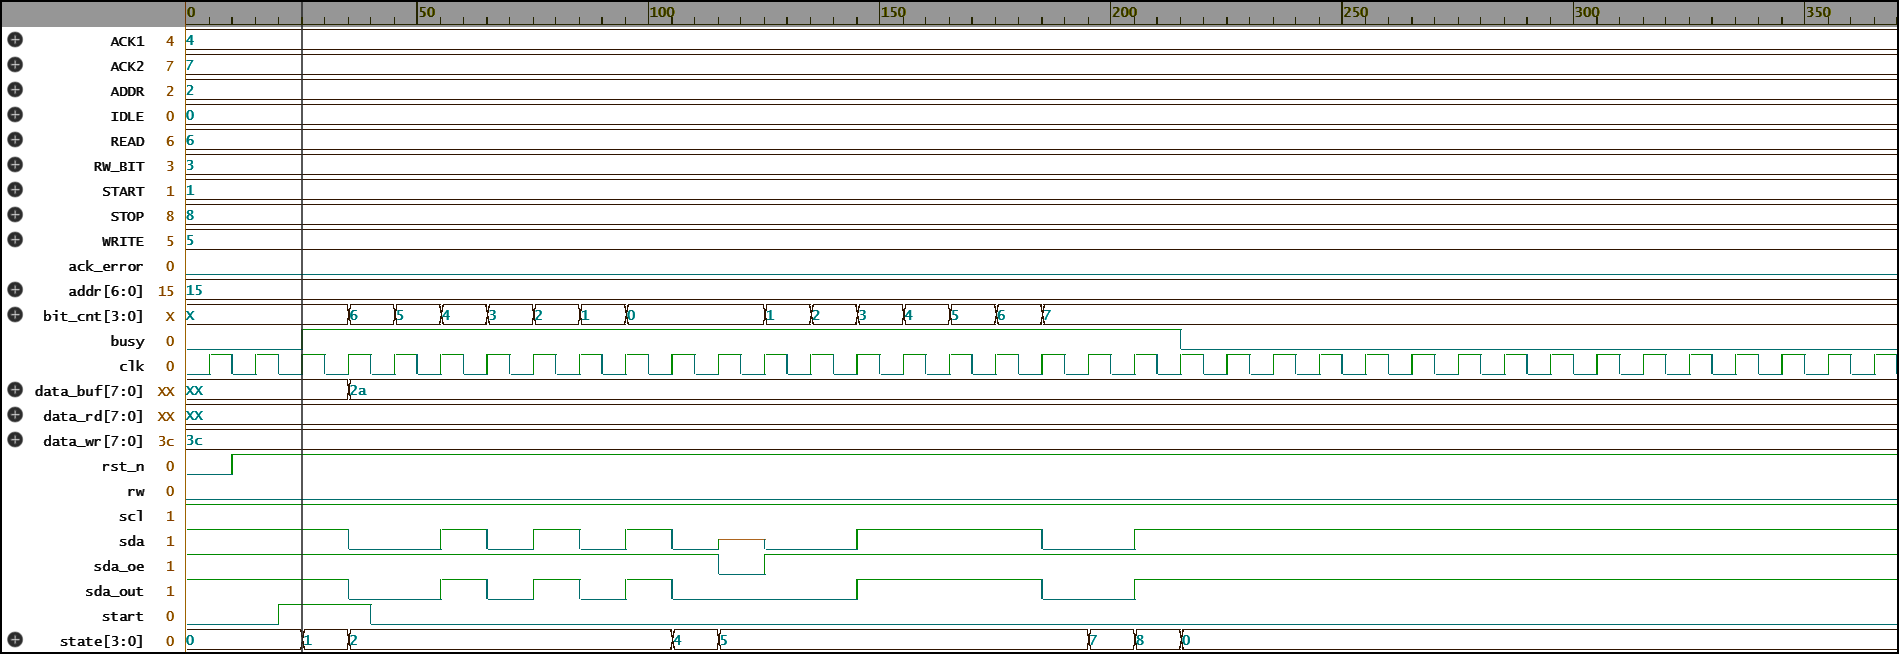 0 50 100 150 200 250 300 350
ACK1 4 4
ACK2 7 7
ADDR 2 2
IDLE 0 0
READ 6 6
RW_BIT 3 3
START 1 1
STOP 8 8
WRITE 5 5
ack_error 0
addr[6:0] 15 15
bit_cnt[3:0] X X 6 5 4 3 2 1 0 1 2 3 4 5 6 7
busy 0
clk 0
data_buf[7:0] XX XX 2a
data_rd[7:0] XX XX
data_wr[7:0] 3c 3c
rst_n 0
rw 0
scl 1
sda 1
sda_oe 1
sda_out 1
start 0
state[3:0] 0 0 1 2 4 5 7 8 0